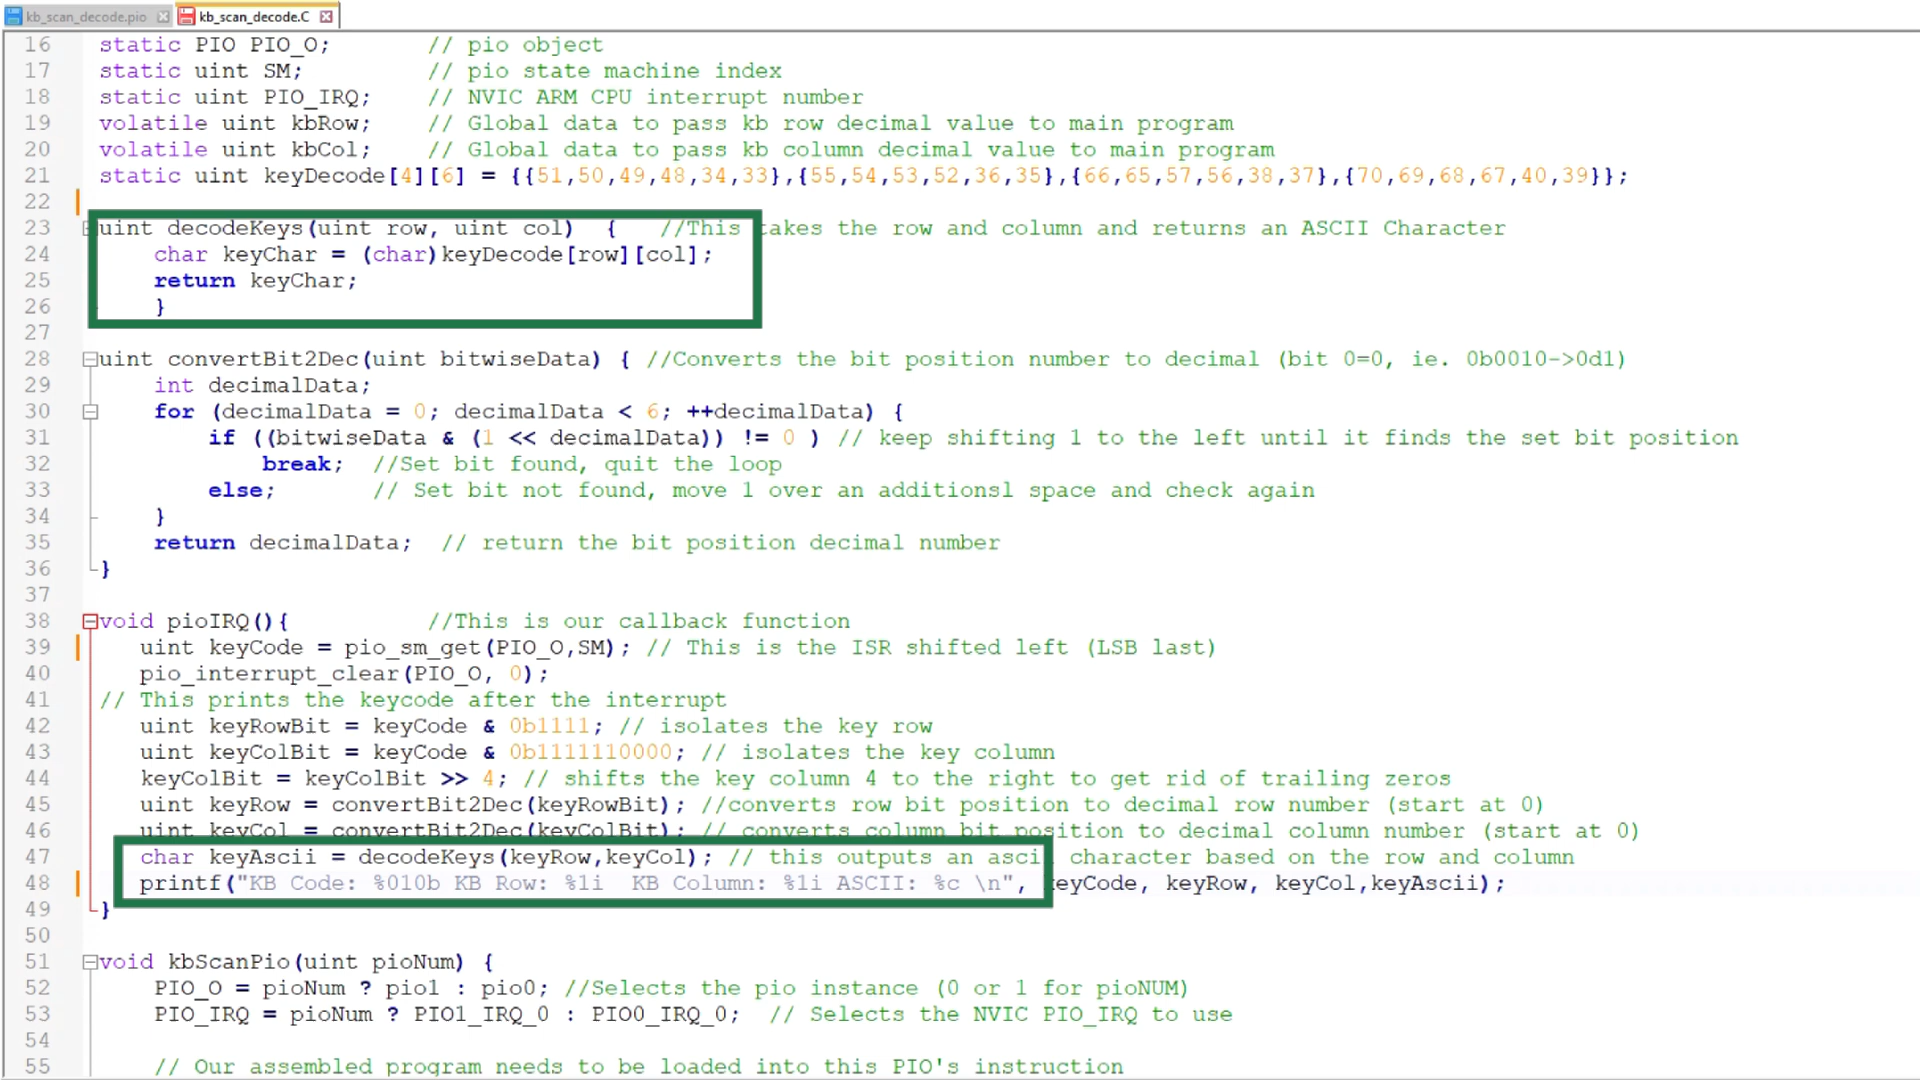 kb_scan_decode.pio kb_scan_decode.C
16 static PIO PIO_O; // pio object
17 static uint SM; // pio state machine index
18 static uint PIO_IRQ; // NVIC ARM CPU interrupt number
19 volatile uint kbRow; // Global data to pass kb row decimal value to main program
20 volatile uint kbCol; // Global data to pass kb column decimal value to main program
21 static uint keyDecode[4][6] = {{51,50,49,48,34,33},{55,54,53,52,36,35},{66,65,57,56,38,37},{70,69,68,67,40,39}};
22
23 uint decodeKeys(uint row, uint col) { //This takes the row and column and returns an ASCII Character
24 char keyChar = (char)keyDecode[row][col];
25 return keyChar;
26 }
27
28 uint convertBit2Dec(uint bitwiseData) { //Converts the bit position number to decimal (bit 0=0, ie. 0b0010->0d1)
29 int decimalData;
30 for (decimalData = 0; decimalData < 6; ++decimalData) {
31 if ((bitwiseData & (1 << decimalData)) != 0 ) // keep shifting 1 to the left until it finds the set bit position
32 break; //Set bit found, quit the loop
33 else; // Set bit not found, move 1 over an additionsl space and check again
34 }
35 return decimalData; // return the bit position decimal number
36 }
37
38 void pioIRQ(){ //This is our callback function
39 uint keyCode = pio_sm_get(PIO_O,SM); // This is the ISR shifted left (LSB last)
40 pio_interrupt_clear(PIO_O, 0);
41 // This prints the keycode after the interrupt
42 uint keyRowBit = keyCode & 0b1111; // isolates the key row
43 uint keyColBit = keyCode & 0b1111110000; // isolates the key column
44 keyColBit = keyColBit >> 4; // shifts the key column 4 to the right to get rid of trailing zeros
45 uint keyRow = convertBit2Dec(keyRowBit); //converts row bit position to decimal row number (start at 0)
46 uint keyCol = convertBit2Dec(keyColBit); // converts column bit position to decimal column number (start at 0)
47 char keyAscii = decodeKeys(keyRow,keyCol); // this outputs an ascii character based on the row and column
48 printf("KB Code: %010b KB Row: %1i KB Column: %1i ASCII: %c \n", keyCode, keyRow, keyCol,keyAscii);
49 }
50
51 void kbScanPio(uint pioNum) {
52 PIO_O = pioNum ? pio1 : pio0; //Selects the pio instance (0 or 1 for pioNUM)
53 PIO_IRQ = pioNum ? PIO1_IRQ_0 : PIO0_IRQ_0; // Selects the NVIC PIO_IRQ to use
54
55 // Our assembled program needs to be loaded into this PIO's instruction